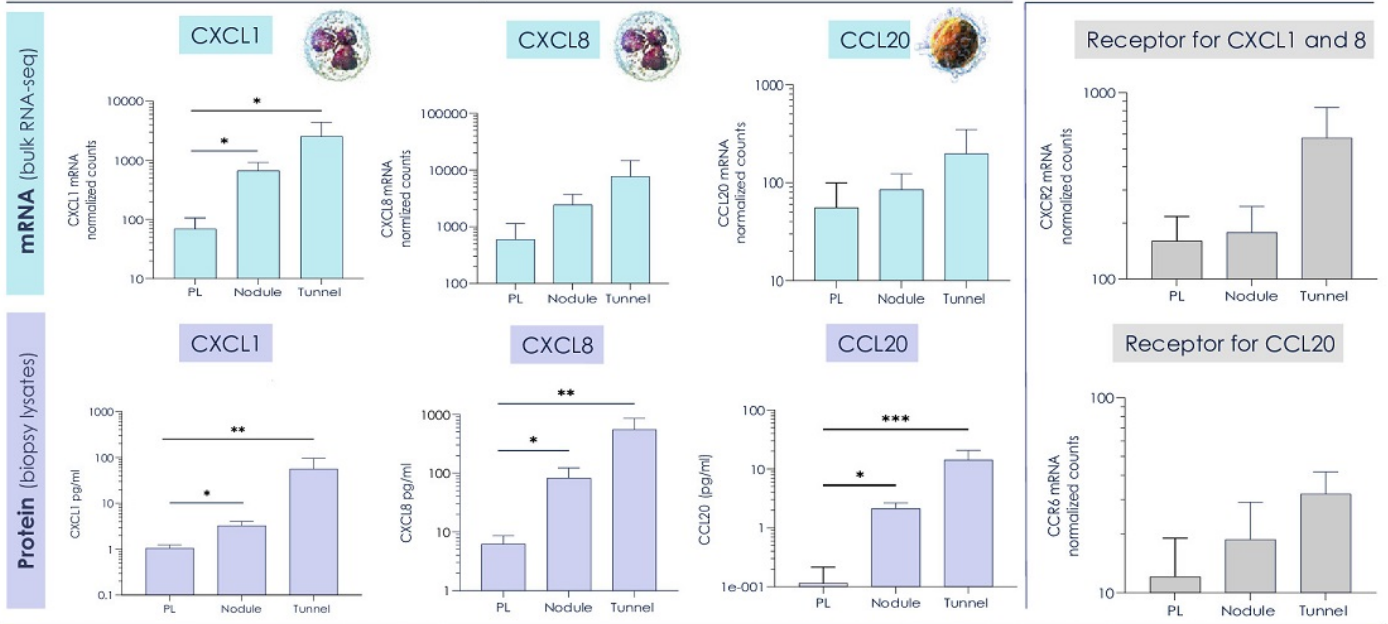 mRNA (bulk RNA-seq)
CXCL1
CXCL1 mRNA
normalized counts
10000
1000
100
10
*
*
PL Nodule Tunnel
CXCL8
CXCL8 mRNA
normlized counts
100000
10000
1000
100
PL Nodule Tunnel
CCL20
CCL20 mRNA
normalized counts
1000
100
10
PL Nodule Tunnel
Receptor for CXCL1 and 8
CXCR2 mRNA
normalized counts
1000
100
PL Nodule Tunnel
Protein (biopsy lysates)
CXCL1
CXCL1 pg/ml
1000
100
10
1
0.1
**
*
PL Nodule Tunnel
CXCL8
CXCL8 pg/ml
1000
100
10
1
**
*
PL Nodule Tunnel
CCL20
CCL20 (pg/ml)
100
10
1
1e-001
***
*
PL Nodule Tunnel
Receptor for CCL20
CCR6 mRNA
normalized counts
100
10
PL Nodule Tunnel